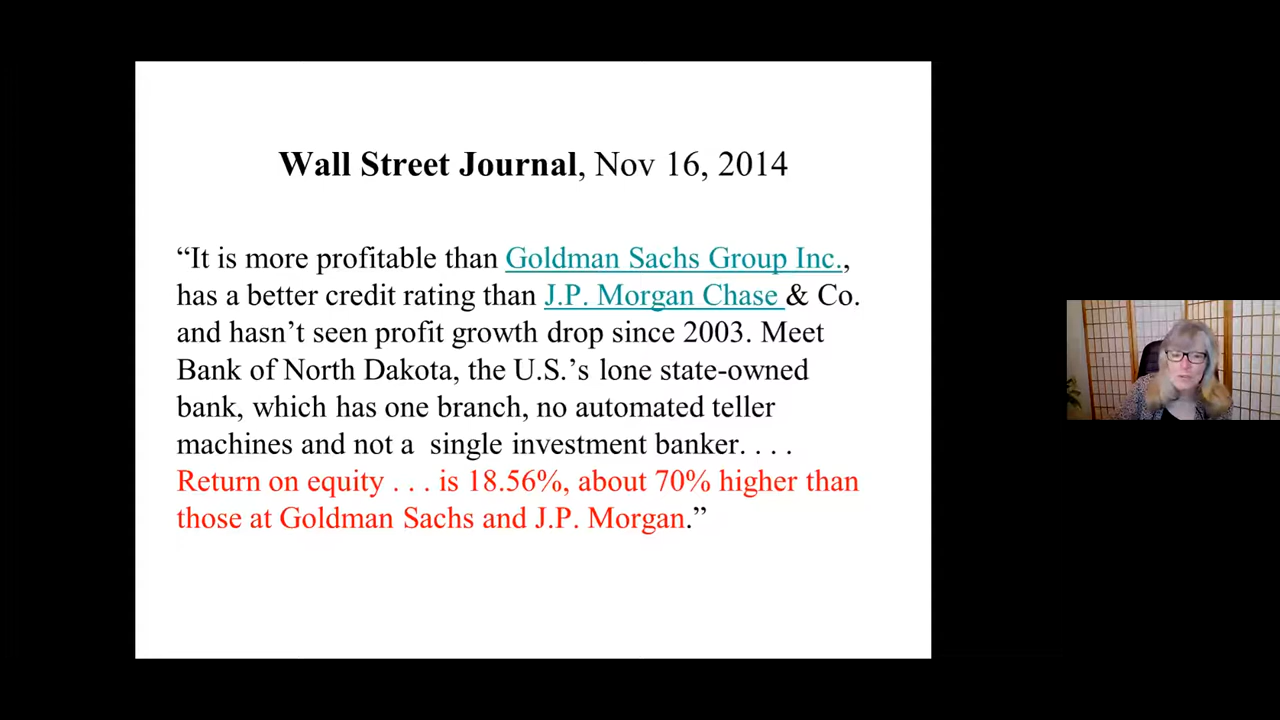 Wall Street Journal, Nov 16, 2014
“It is more profitable than Goldman Sachs Group Inc.,
has a better credit rating than J.P. Morgan Chase & Co.
and hasn’t seen profit growth drop since 2003. Meet
Bank of North Dakota, the U.S.’s lone state-owned
bank, which has one branch, no automated teller
machines and not a  single investment banker. . . .
Return on equity . . . is 18.56%, about 70% higher than
those at Goldman Sachs and J.P. Morgan.”